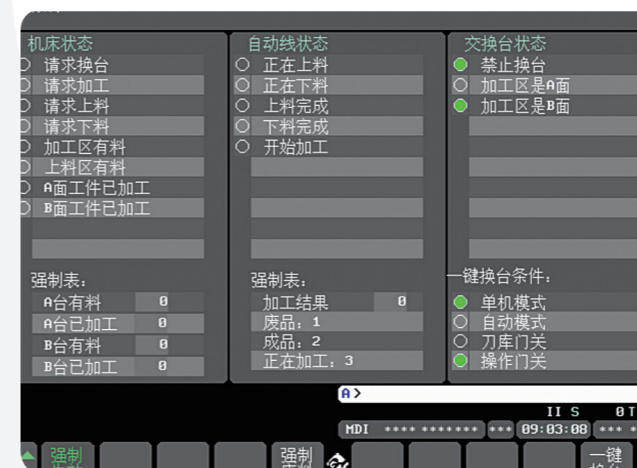 机床状态
请求换台
请求加工
请求上料
请求下料
加工区有料
上料区有料
A面工件已加工
B面工件已加工
强制表：
A台有料 0
A台已加工 0
B台有料 0
B台已加工 0
自动线状态
正在上料
正在下料
上料完成
下料完成
开始加工
强制表：
加工结果 0
废品：1
成品：2
正在加工：3
交换台状态
禁止换台
加工区是A面
加工区是B面
一键换台条件：
单机模式
自动模式
刀库门关
操作门关
A>
II S 0T
MDI **** *** **** *** 09:03:08 *** *
强制
强制
一键